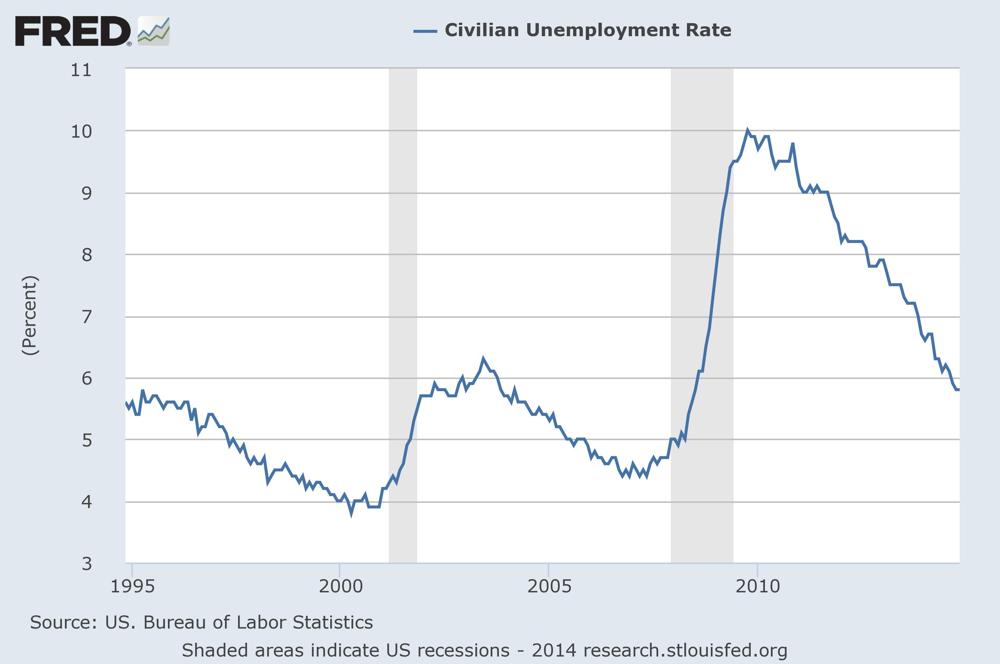 FRED®
Civilian Unemployment Rate
11
10
9
8
7
6
5
4
3
(Percent)
1995 2000 2005 2010
Source: US. Bureau of Labor Statistics
Shaded areas indicate US recessions - 2014 research.stlouisfed.org